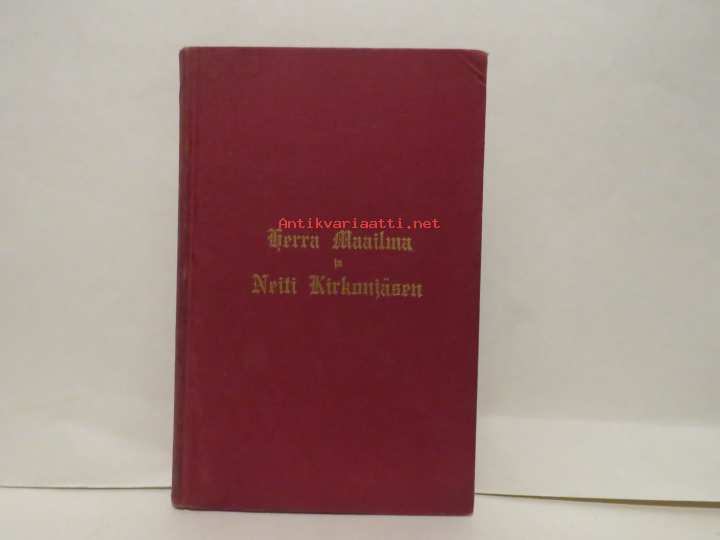 Antikvariaatti.net
Herra Maailma
ja
Neiti Kirkonjäsen